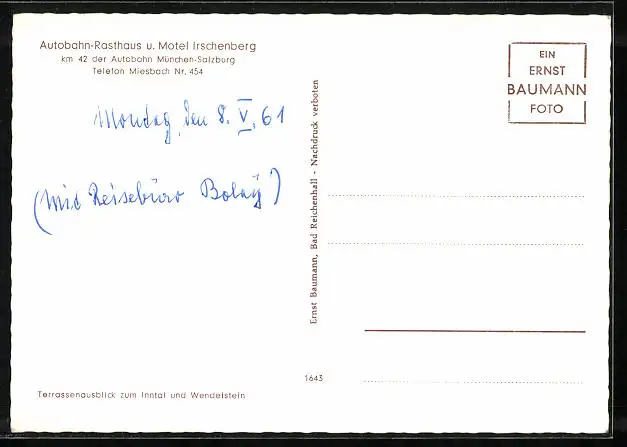 Autobahn-Rasthaus u. Motel Irschenberg
km 42 der Autobahn München-Salzburg
Telefon Miesbach Nr. 454
Montag, den 8. V. 61
(mit Reisebüro Bolay)
Terrassenausblick zum Inntal und Wendelstein
Ernst Baumann, Bad Reichenhall - Nachdruck verboten
1643
EIN
ERNST
BAUMANN
FOTO